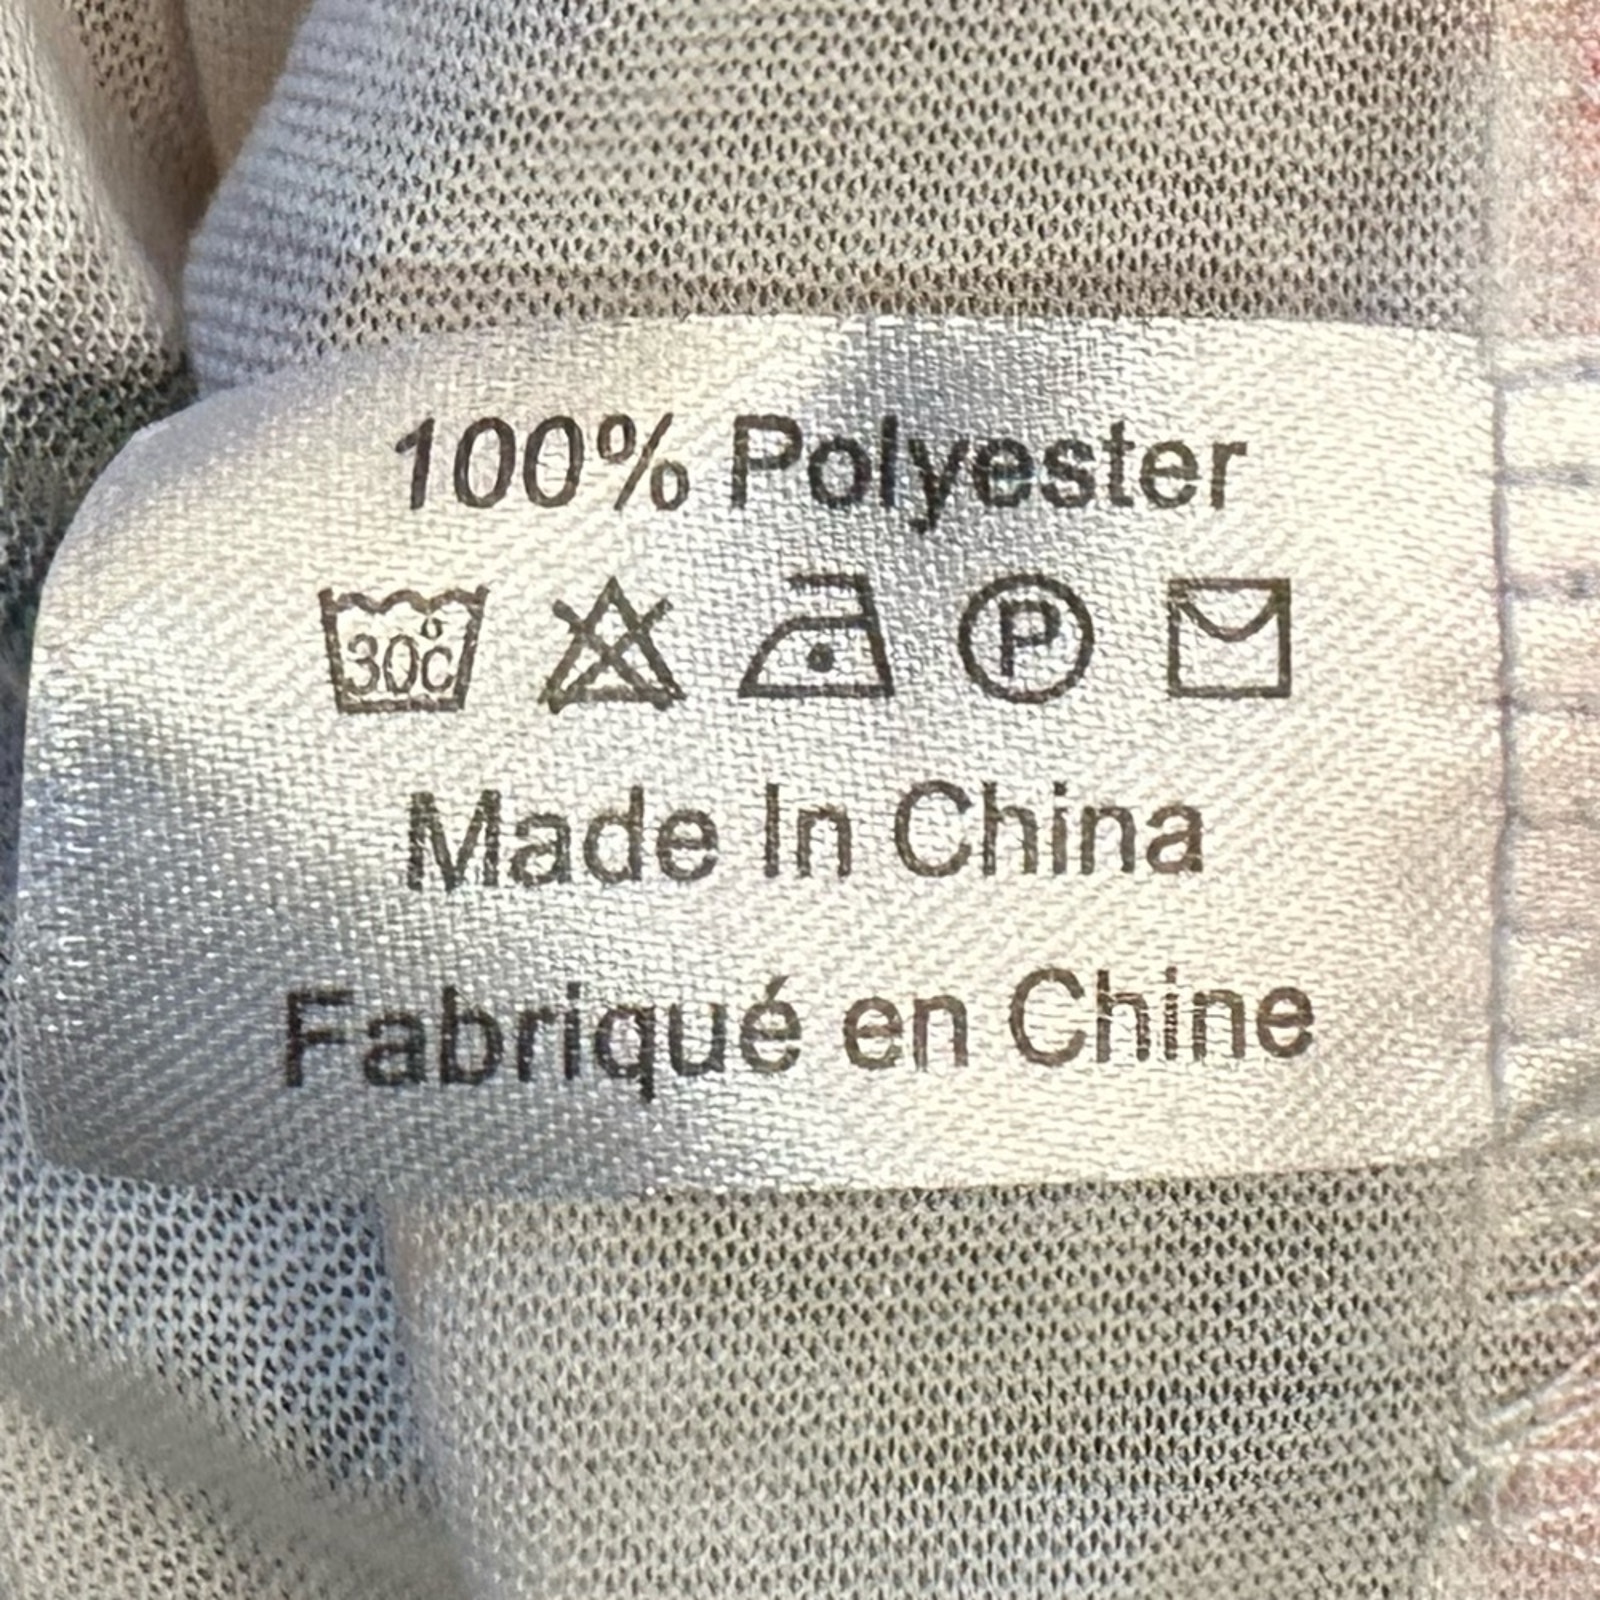 100% Polyester
30°c P
Made In China
Fabriqué en Chine